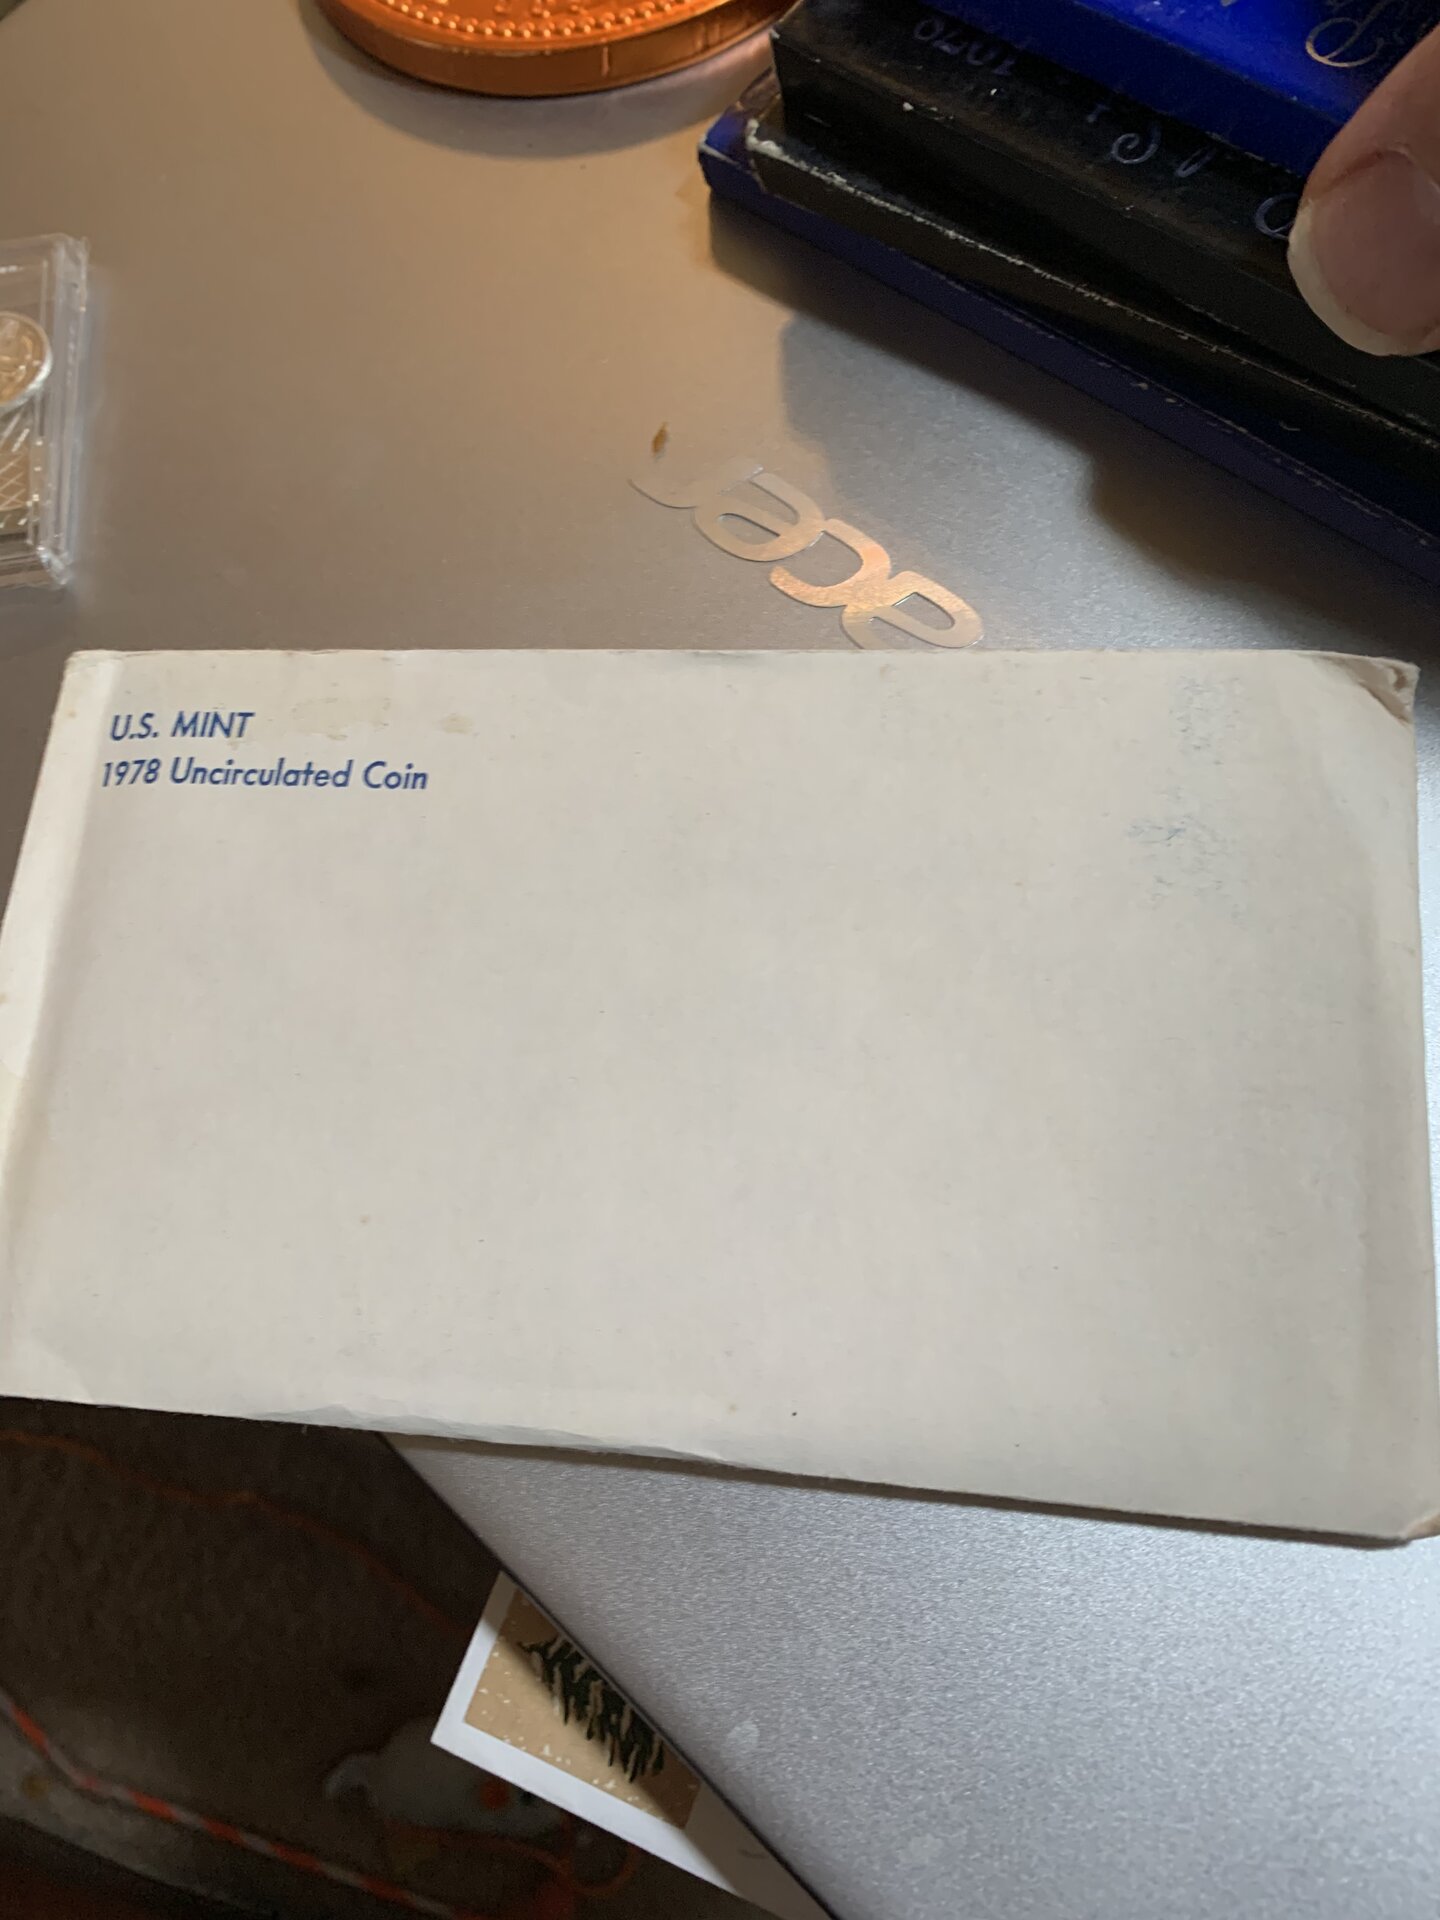 acer
U.S. MINT
1978 Uncirculated Coin